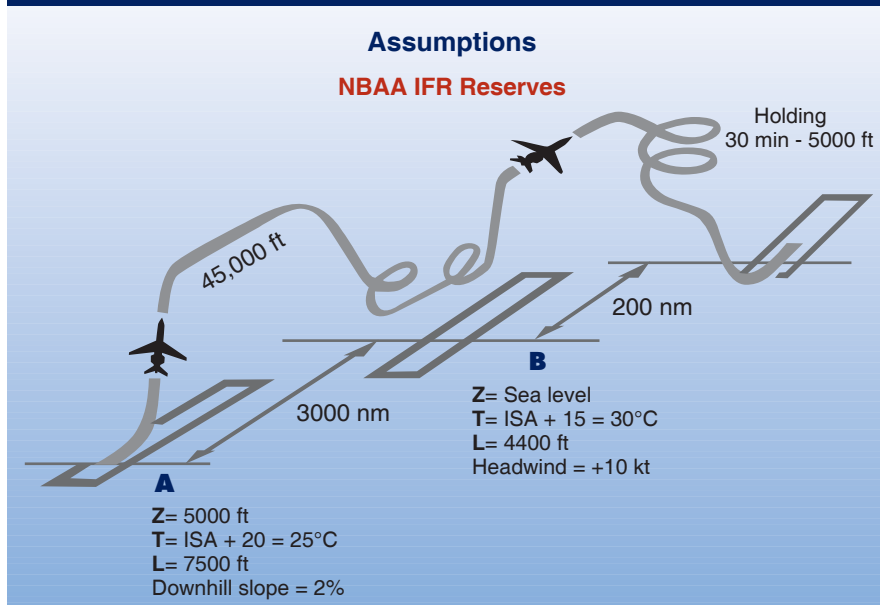 Assumptions
NBAA IFR Reserves
Holding
30 min - 5000 ft
45,000 ft
200 nm
3000 nm
B
Z= Sea level
T= ISA + 15 = 30°C
L= 4400 ft
Headwind = +10 kt
A
Z= 5000 ft
T= ISA + 20 = 25°C
L= 7500 ft
Downhill slope = 2%